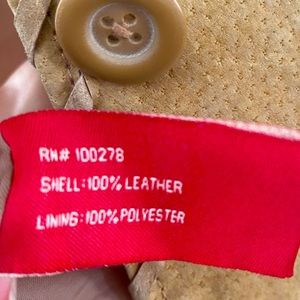 RN# 100278
SHELL:100% LEATHER
LINING:100% POLYESTER